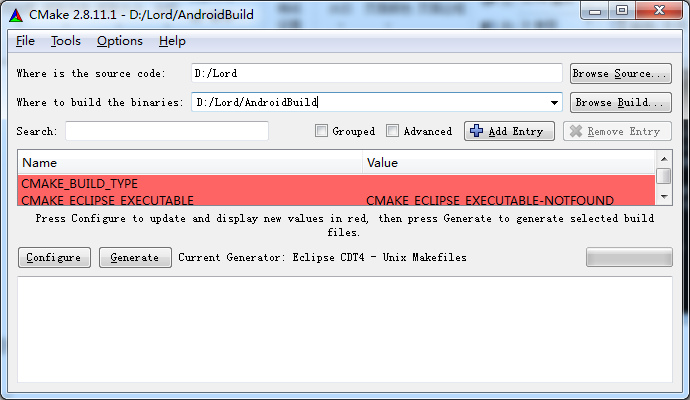 CMake 2.8.11.1 - D:/Lord/AndroidBuild
File Tools Options Help
Where is the source code: D:/Lord Browse Source...
Where to build the binaries: D:/Lord/AndroidBuild Browse Build...
Search: Grouped Advanced Add Entry Remove Entry
Name Value
CMAKE_BUILD_TYPE
CMAKE_ECLIPSE_EXECUTABLE CMAKE_ECLIPSE_EXECUTABLE-NOTFOUND
Press Configure to update and display new values in red, then press Generate to generate selected build
files.
Configure Generate Current Generator: Eclipse CDT4 - Unix Makefiles